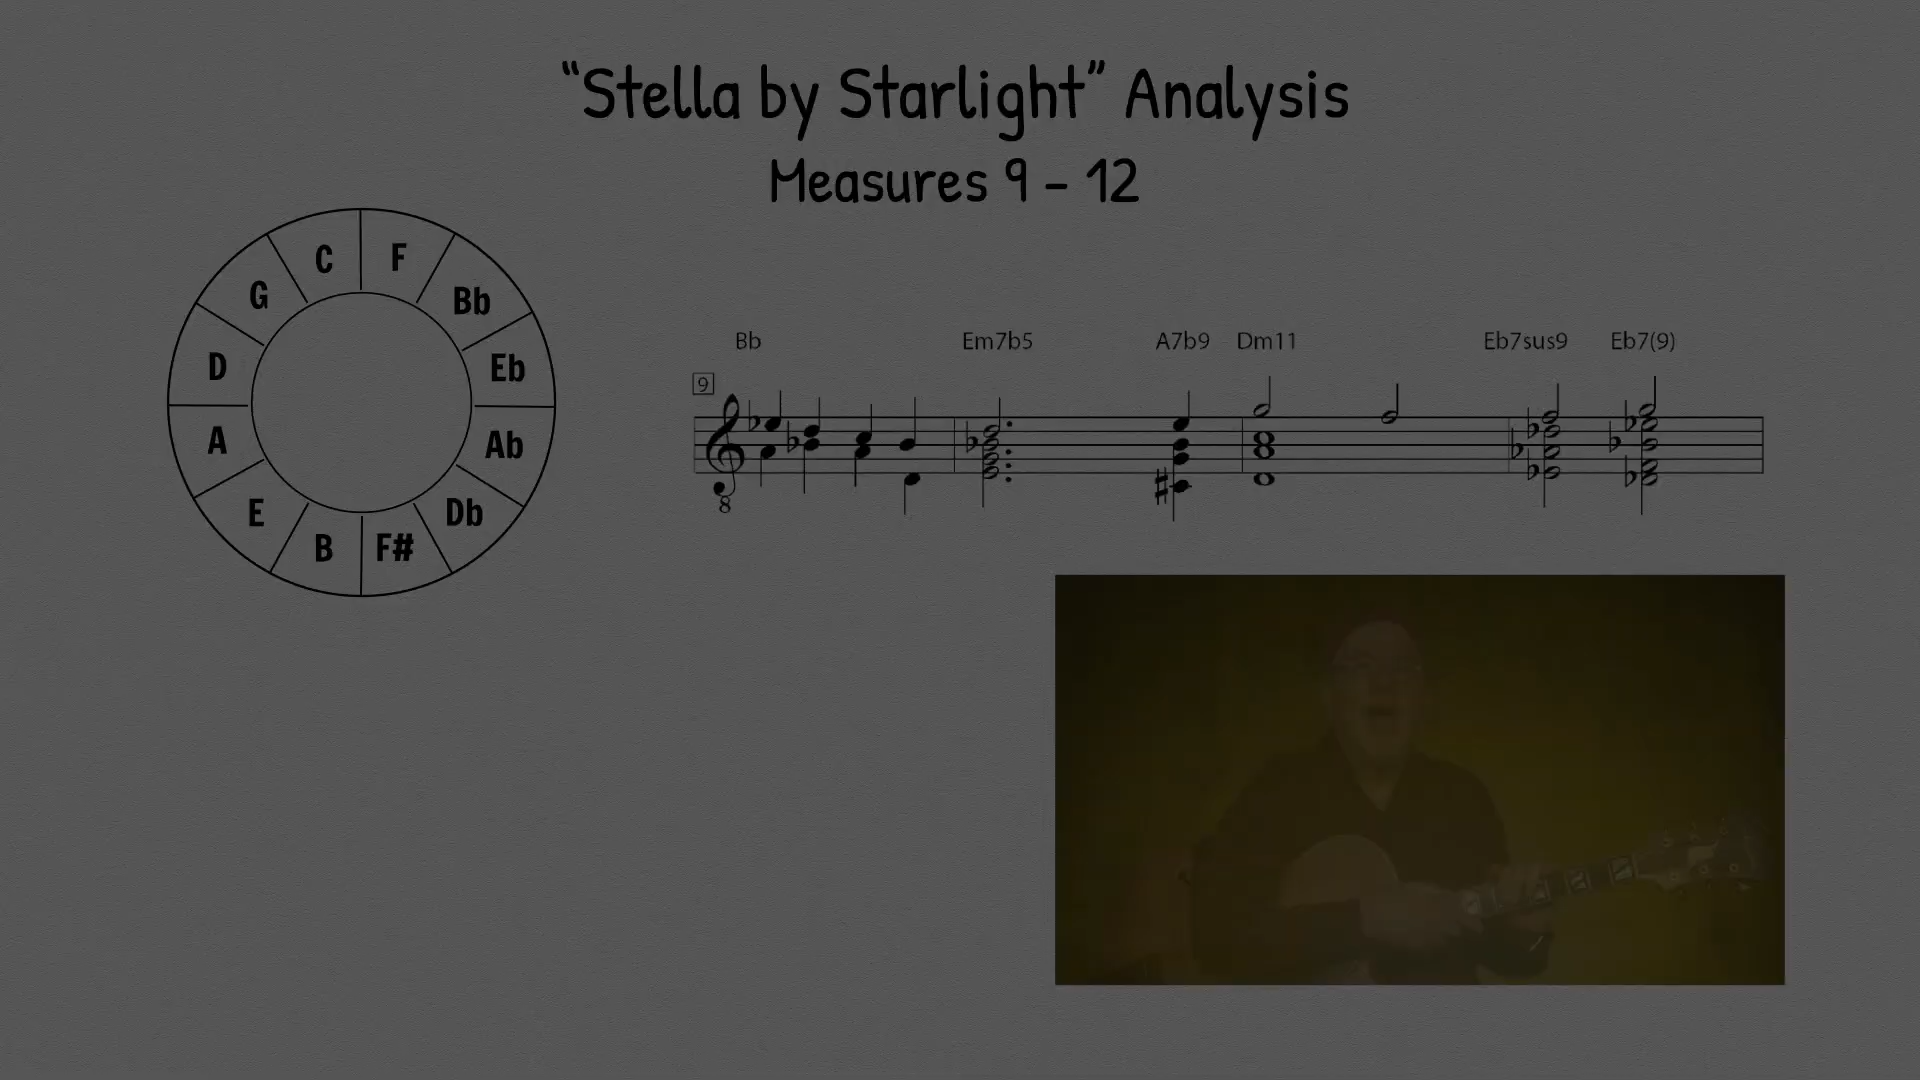 “Stella by Starlight” Analysis
Measures 9 - 12
C F
G Bb
D Eb
A Ab
E Db
B F#
Bb Em7b5 A7b9 Dm11 Eb7sus9 Eb7(9)
9
8